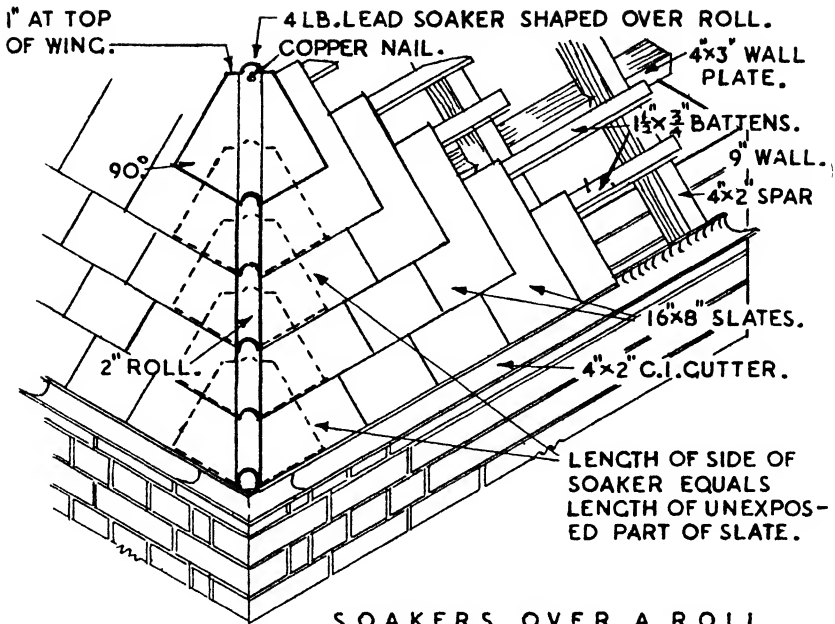 1" AT TOP
OF WING.
4 LB. LEAD SOAKER SHAPED OVER ROLL.
COPPER NAIL.
4"×3" WALL
PLATE.
1½"×¾" BATTENS.
90°
9" WALL.
4"×2" SPAR
16"×8" SLATES.
2" ROLL.
4"×2" C.I. GUTTER.
LENGTH OF SIDE OF
SOAKER EQUALS
LENGTH OF UNEXPOS-
ED PART OF SLATE.
SOAKERS OVER A ROLL